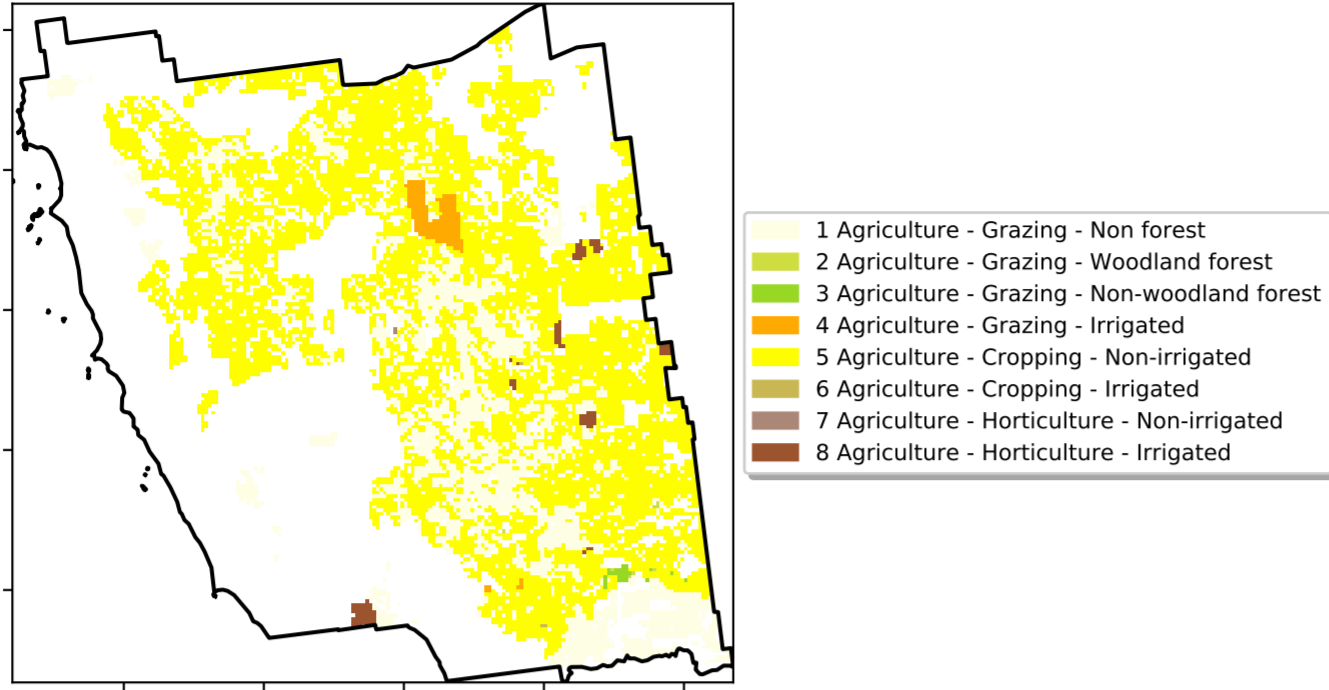 1 Agriculture - Grazing - Non forest
2 Agriculture - Grazing - Woodland forest
3 Agriculture - Grazing - Non-woodland forest
4 Agriculture - Grazing - Irrigated
5 Agriculture - Cropping - Non-irrigated
6 Agriculture - Cropping - Irrigated
7 Agriculture - Horticulture - Non-irrigated
8 Agriculture - Horticulture - Irrigated